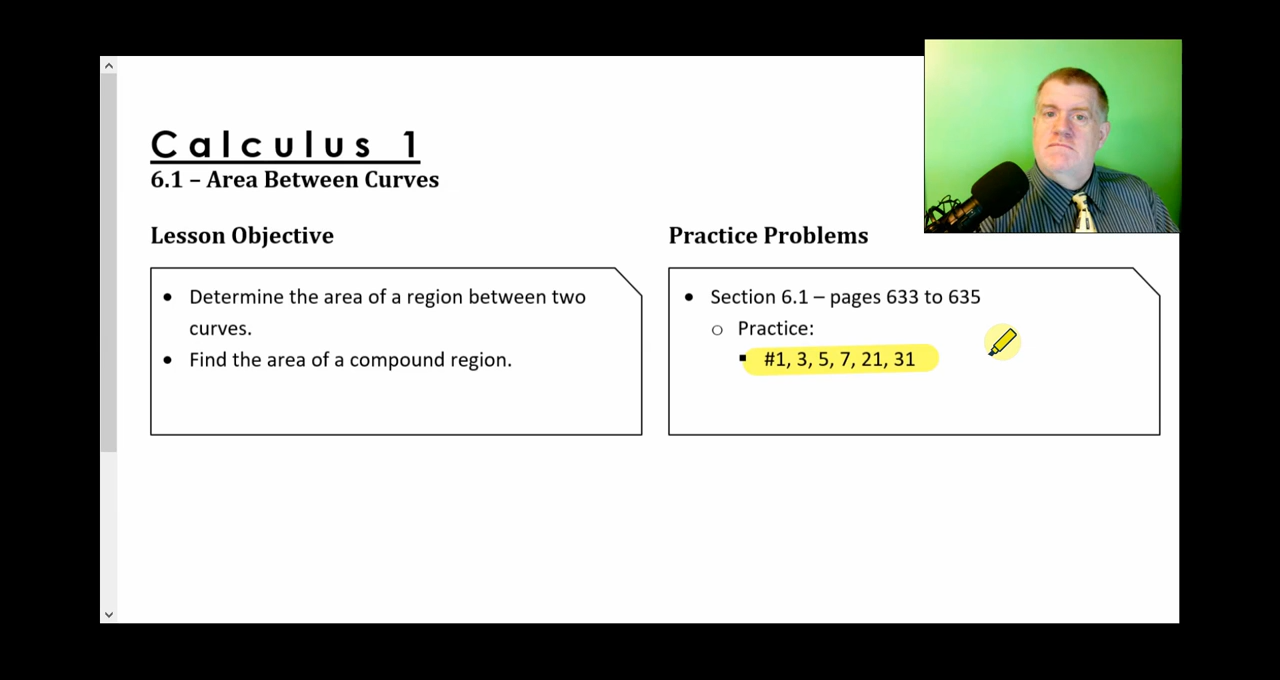 Calculus 1
6.1 – Area Between Curves
Lesson Objective
• Determine the area of a region between two
curves.
• Find the area of a compound region.
Practice Problems
• Section 6.1 – pages 633 to 635
o Practice:
▪ #1, 3, 5, 7, 21, 31